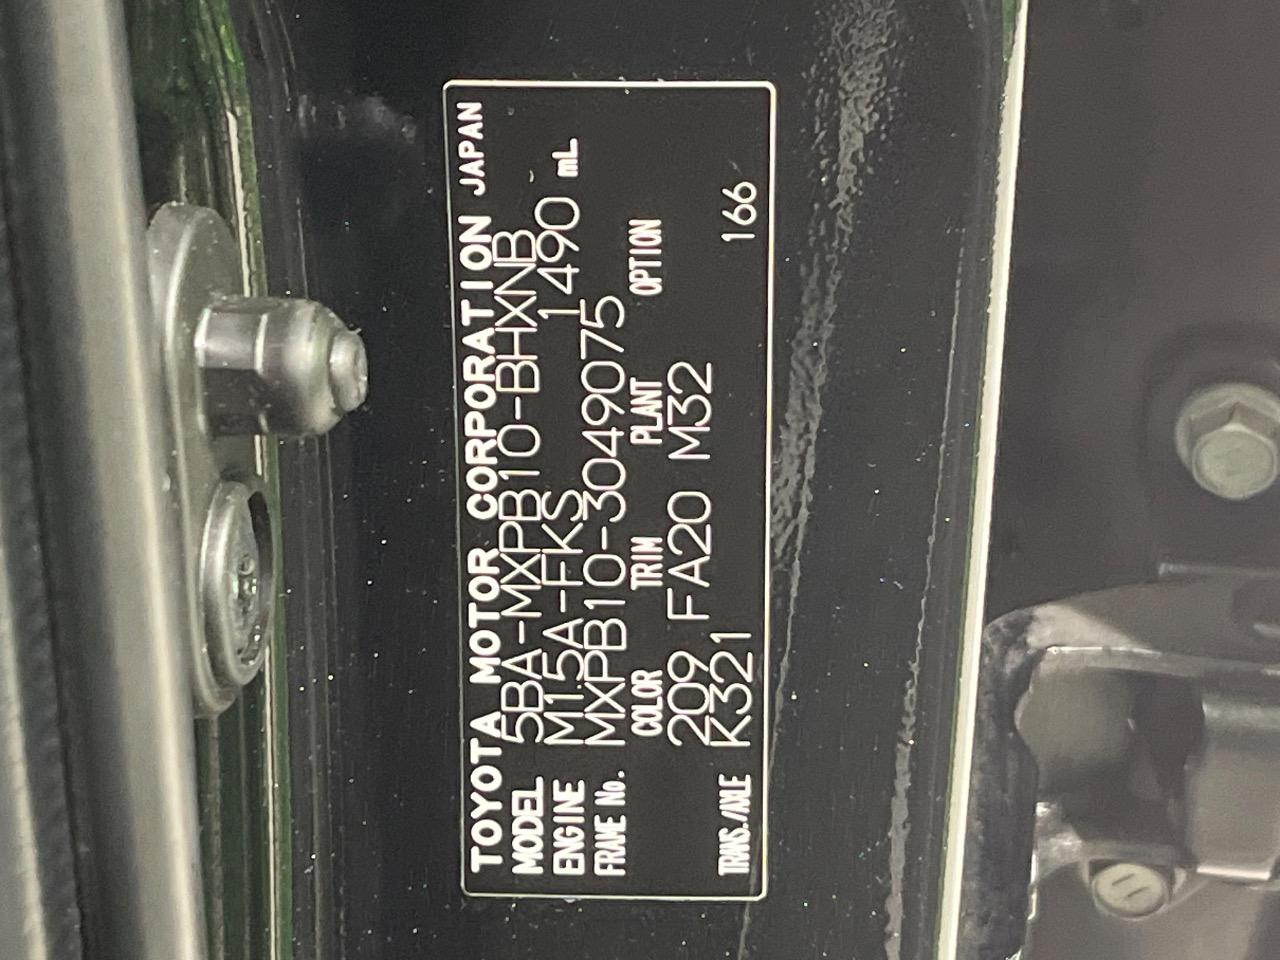 TOYOTA MOTOR CORPORATION JAPAN
MODEL 5BA-MXPB10-BHXNB
ENGINE M15A-FKS 1490 mL
FRAME No. MXPB10-3049075
COLOR TRIM PLANT OPTION
209 FA20 M32
TRANS./AXLE K321 166